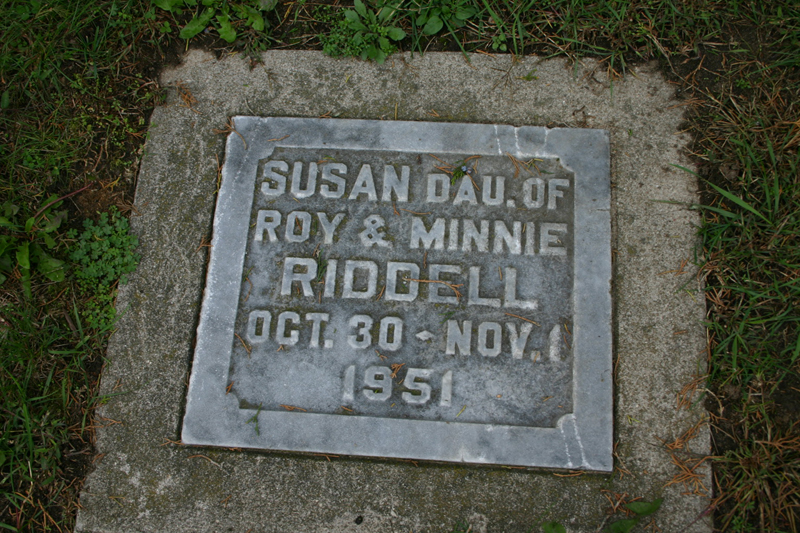 SUSAN DAU. OF
ROY & MINNIE
RIDDELL
OCT. 30 - NOV. 1
1951